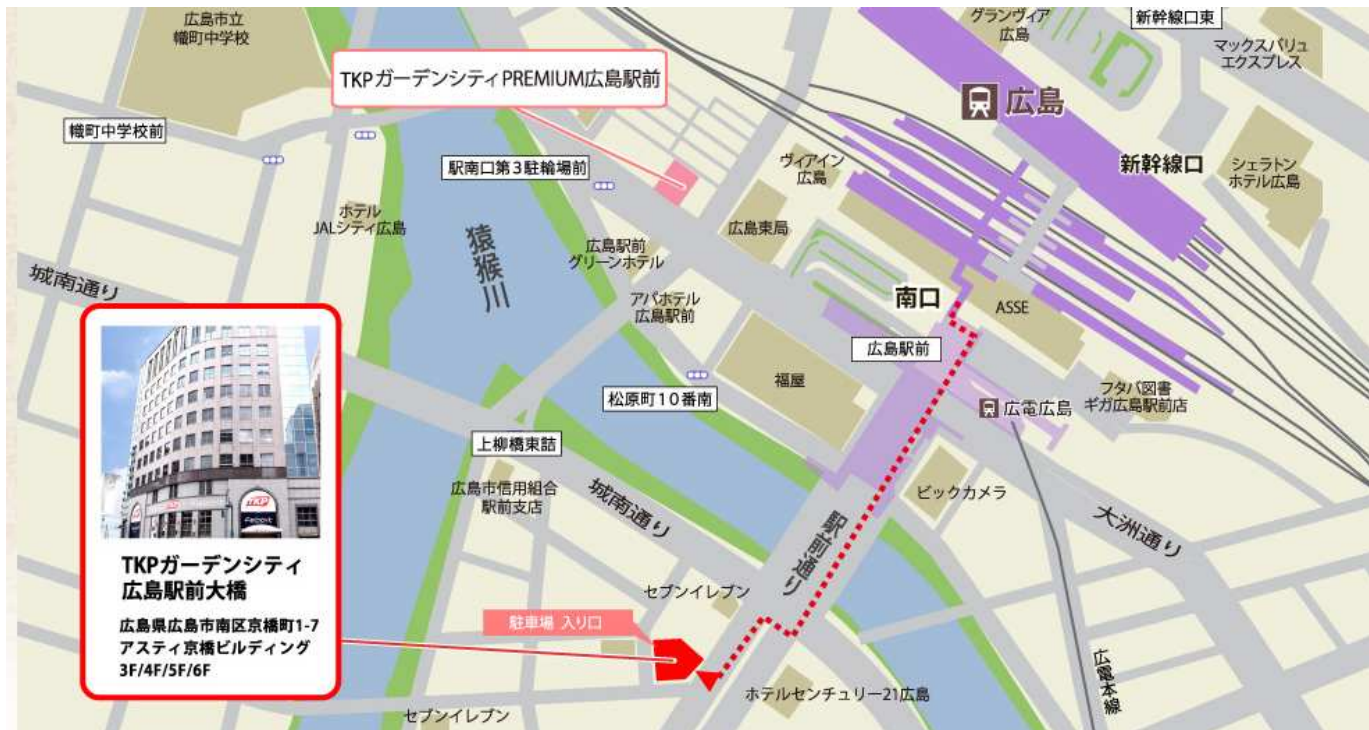 広島市立
幟町中学校
グランヴィア
広島
新幹線口東
マックスバリュ
エクスプレス
TKPガーデンシティPREMIUM広島駅前
広島
幟町中学校前
駅南口第3駐輪場前
ヴィアイン
広島
新幹線口
シェラトン
ホテル広島
ホテル
JALシティ広島
猿猴川
広島駅前
グリーンホテル
広島東局
城南通り
アパホテル
広島駅前
南口
ASSE
広島駅前
福屋
松原町10番南
広電広島
フタバ図書
ギガ広島駅前店
上柳橋東詰
広島市信用組合
駅前支店
城南通り
ビックカメラ
駅前通り
大洲通り
TKP
TKPガーデンシティ
広島駅前大橋
広島県広島市南区京橋町1-7
アスティ京橋ビルディング
3F/4F/5F/6F
セブンイレブン
駐車場 入り口
ホテルセンチュリー21広島
セブンイレブン